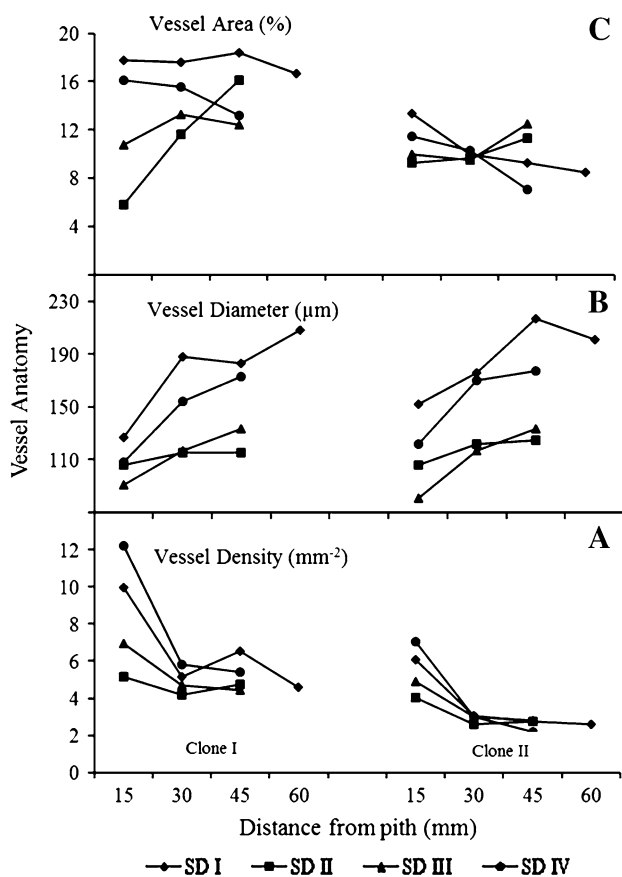 Vessel Area (%)
C
20
16
12
8
4
Vessel Diameter (µm)
B
230
190
150
110
Vessel Anatomy
A
Vessel Density (mm-2)
12
10
8
6
4
2
0
Clone I
Clone II
15 30 45 60 15 30 45 60
Distance from pith (mm)
SD I SD II SD III SD IV